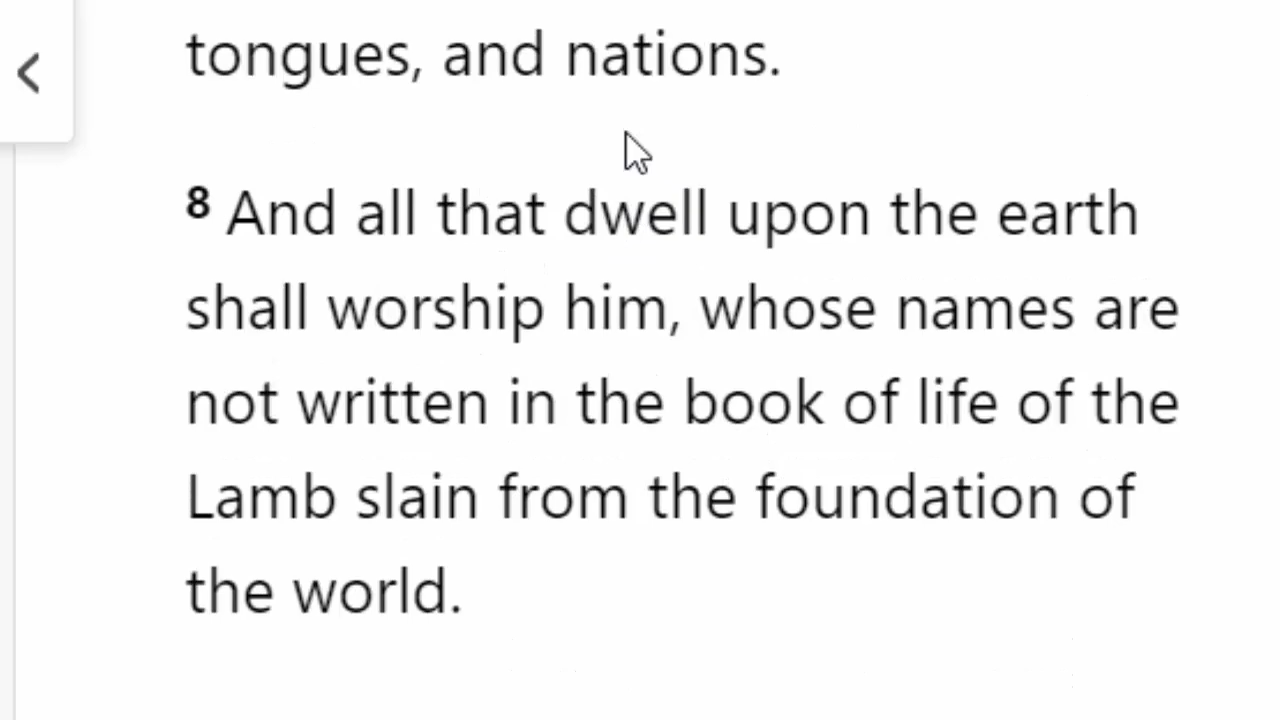 tongues, and nations.
8 And all that dwell upon the earth
shall worship him, whose names are
not written in the book of life of the
Lamb slain from the foundation of
the world.